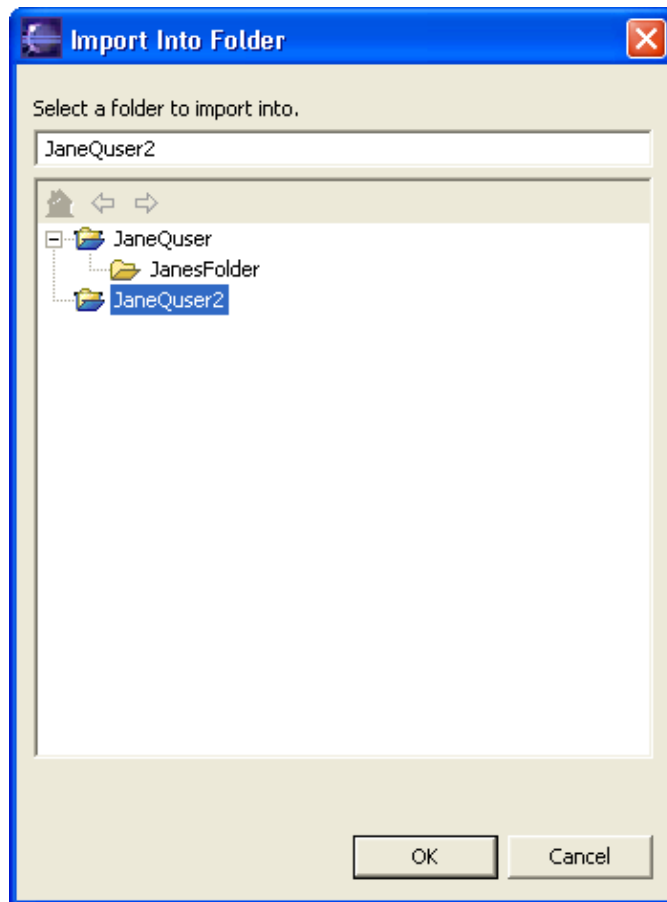 Import Into Folder
Select a folder to import into.
JaneQuser2
JaneQuser
JanesFolder
JaneQuser2
OK Cancel